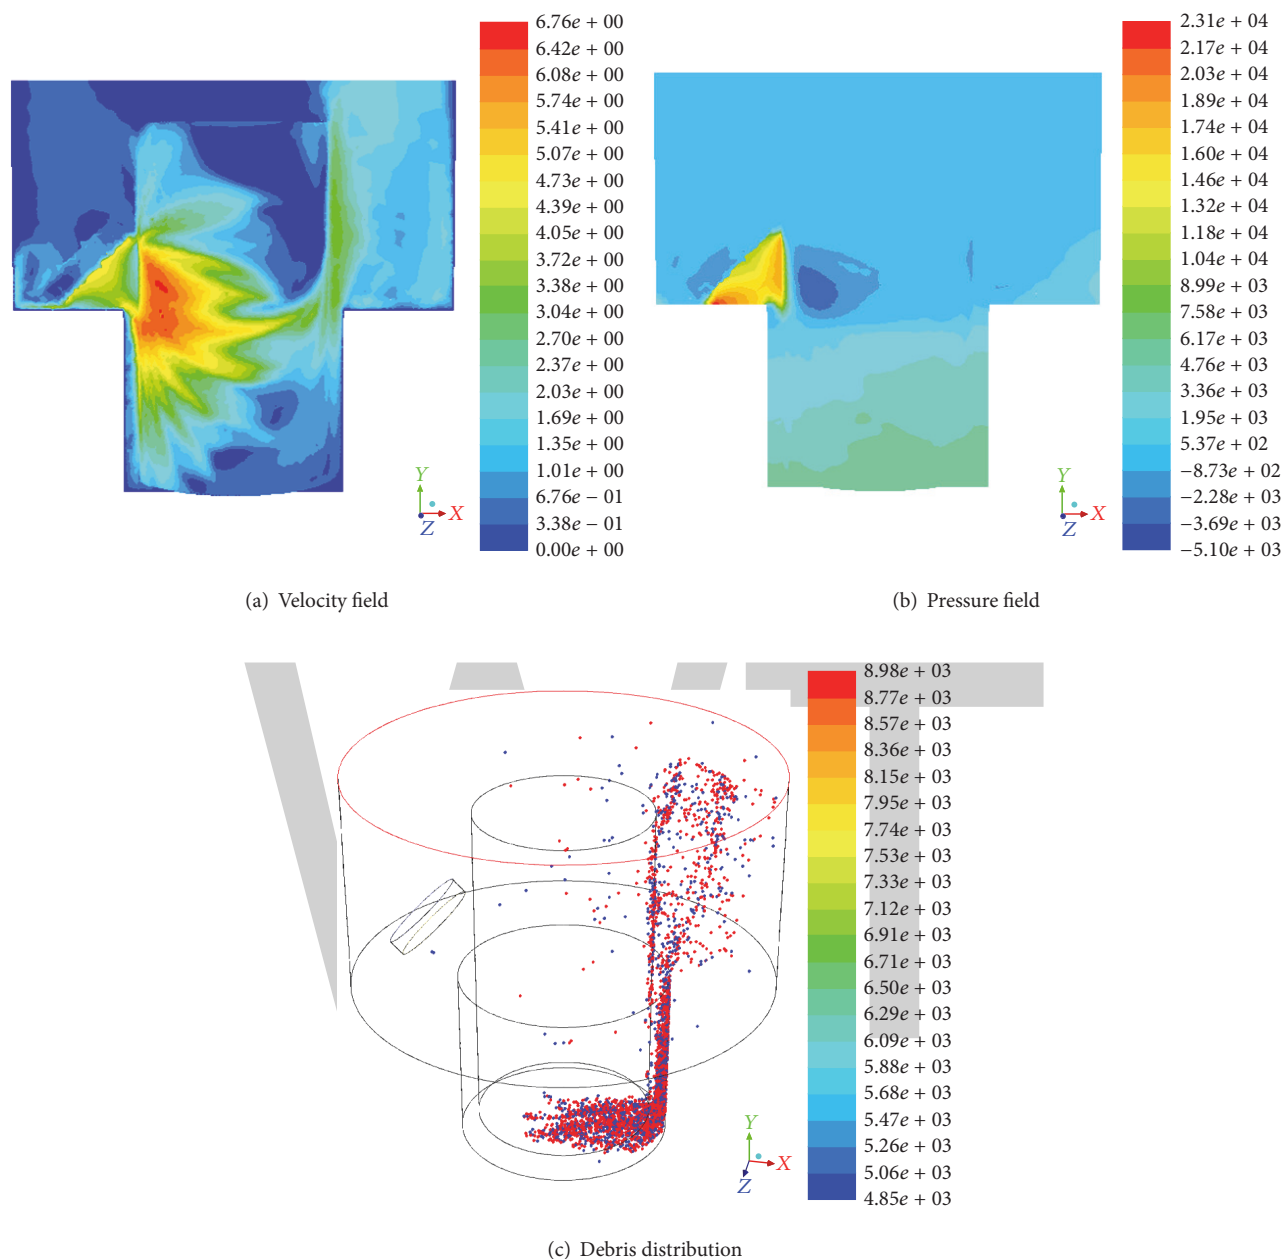 6.76e + 00
6.42e + 00
6.08e + 00
5.74e + 00
5.41e + 00
5.07e + 00
4.73e + 00
4.39e + 00
4.05e + 00
3.72e + 00
3.38e + 00
3.04e + 00
2.70e + 00
2.37e + 00
2.03e + 00
1.69e + 00
1.35e + 00
1.01e + 00
6.76e − 01
3.38e − 01
0.00e + 00
Y
X
Z
(a) Velocity field
2.31e + 04
2.17e + 04
2.03e + 04
1.89e + 04
1.74e + 04
1.60e + 04
1.46e + 04
1.32e + 04
1.18e + 04
1.04e + 04
8.99e + 03
7.58e + 03
6.17e + 03
4.76e + 03
3.36e + 03
1.95e + 03
5.37e + 02
−8.73e + 02
−2.28e + 03
−3.69e + 03
−5.10e + 03
Y
X
Z
(b) Pressure field
8.98e + 03
8.77e + 03
8.57e + 03
8.36e + 03
8.15e + 03
7.95e + 03
7.74e + 03
7.53e + 03
7.33e + 03
7.12e + 03
6.91e + 03
6.71e + 03
6.50e + 03
6.29e + 03
6.09e + 03
5.88e + 03
5.68e + 03
5.47e + 03
5.26e + 03
5.06e + 03
4.85e + 03
Y
X
Z
(c) Debris distribution